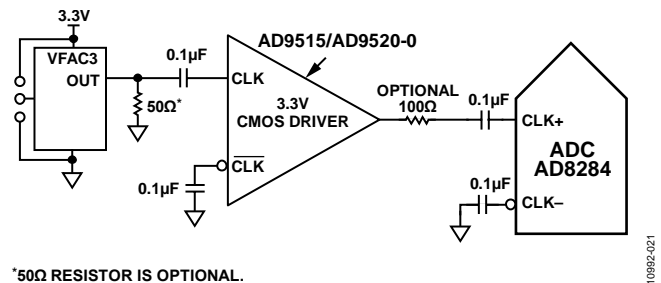 3.3V
VFAC3
OUT
50Ω*
0.1µF
AD9515/AD9520-0
CLK
3.3V
CMOS DRIVER
CLK
0.1µF
OPTIONAL
100Ω
0.1µF
CLK+
ADC
AD8284
0.1µF
CLK–
*50Ω RESISTOR IS OPTIONAL.
10992-021